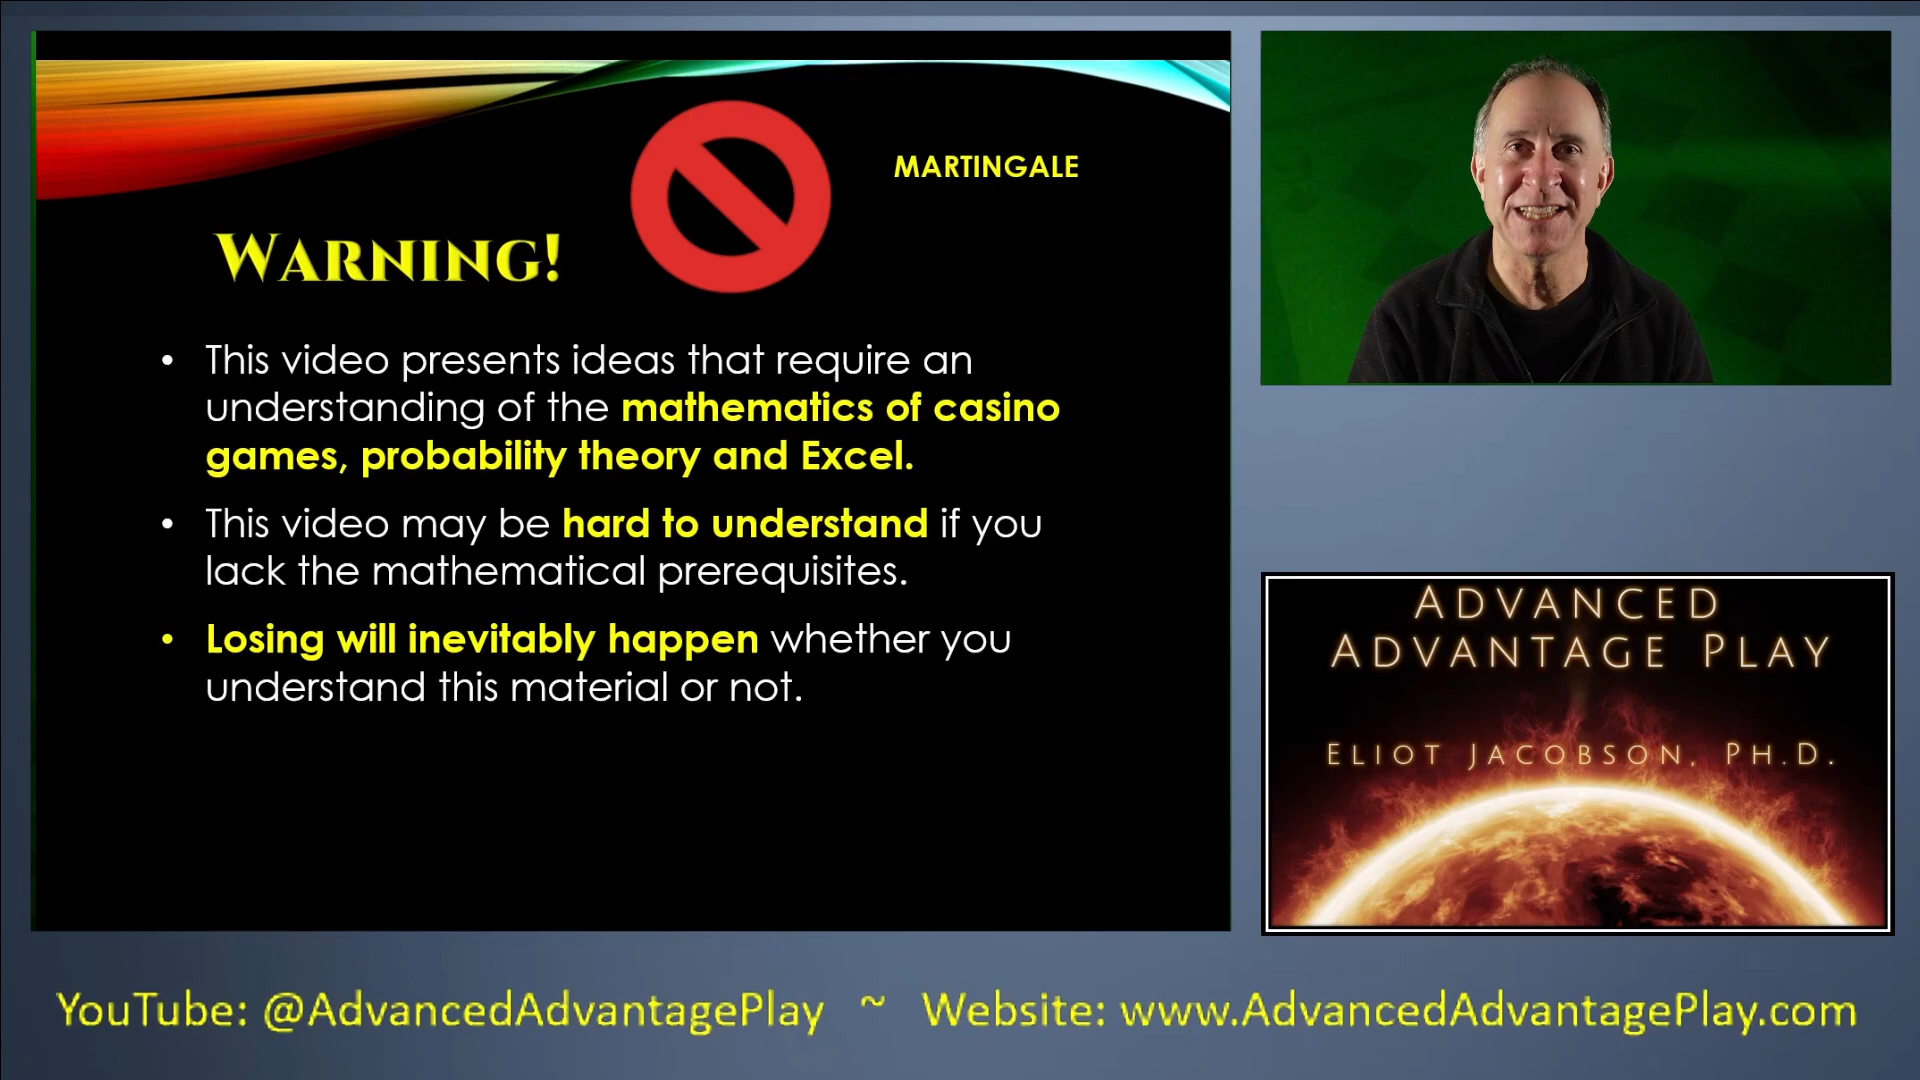 MARTINGALE
WARNING!
• This video presents ideas that require an
understanding of the mathematics of casino
games, probability theory and Excel.
• This video may be hard to understand if you
lack the mathematical prerequisites.
• Losing will inevitably happen whether you
understand this material or not.
ADVANCED
ADVANTAGE PLAY
ELIOT JACOBSON, PH.D.
YouTube: @AdvancedAdvantagePlay ~ Website: www.AdvancedAdvantagePlay.com